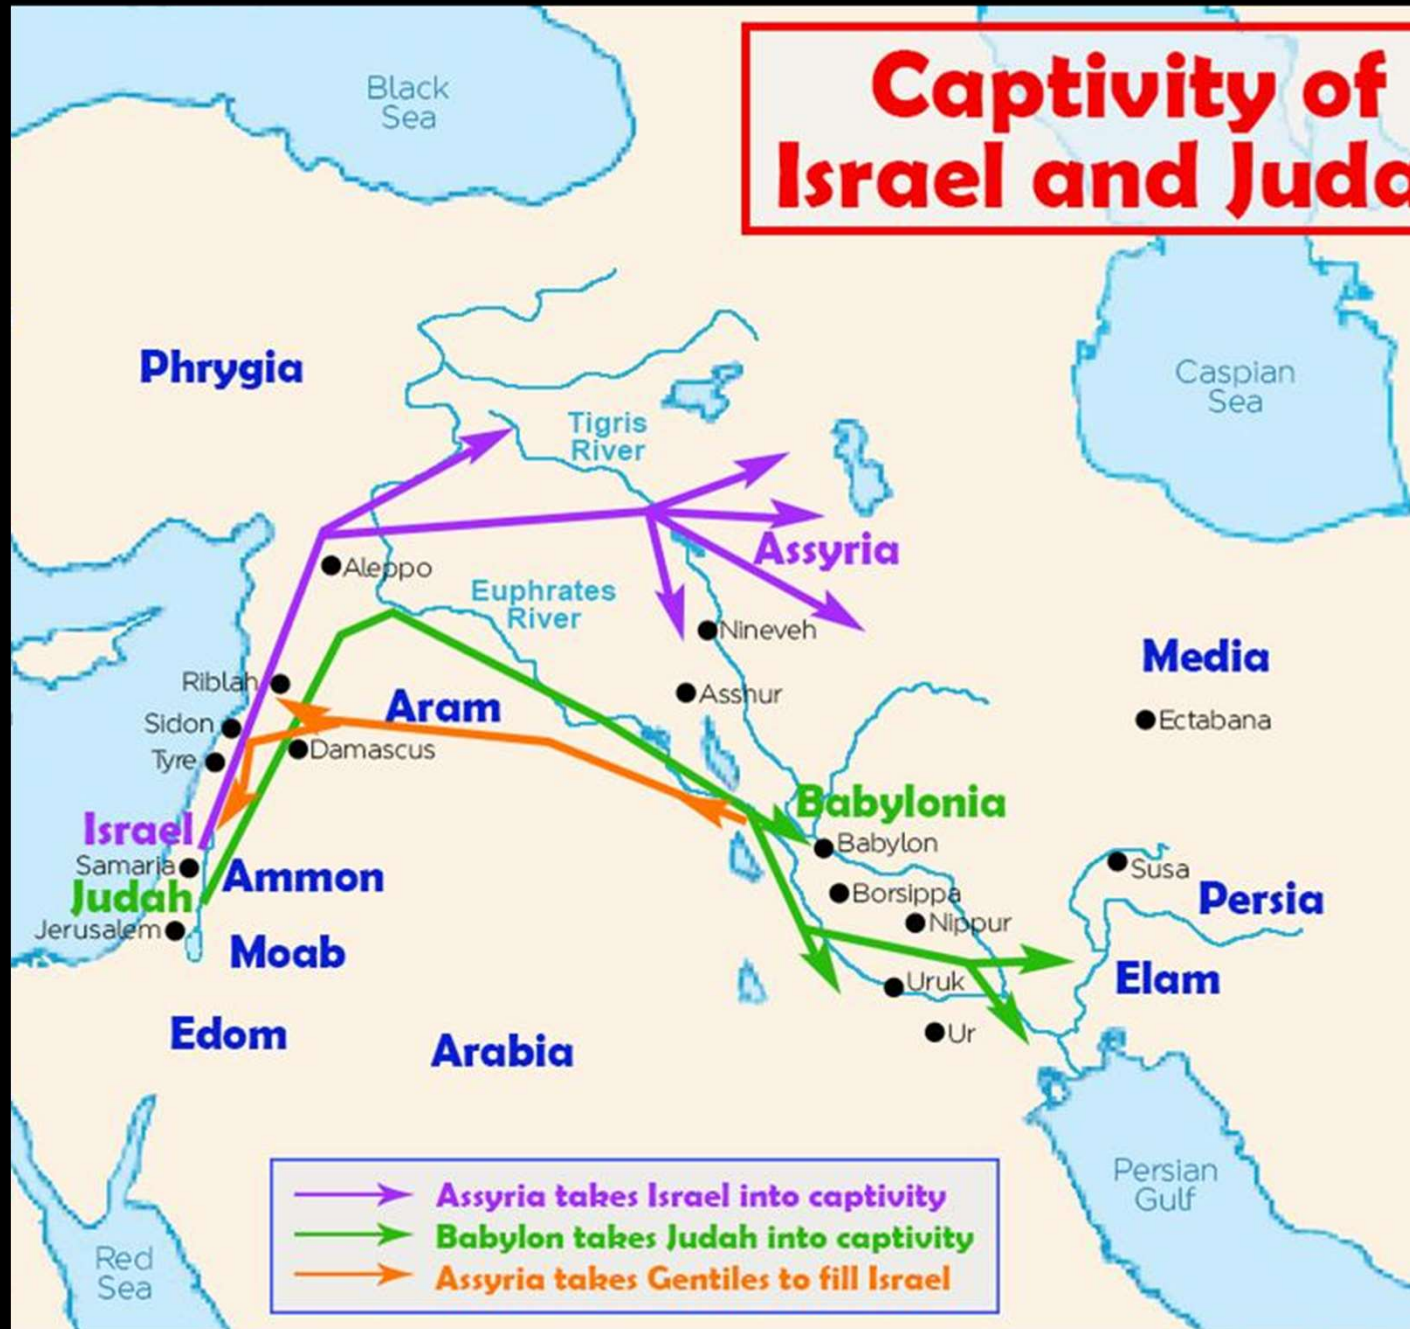 Captivity of
Israel and Juda
Black
Sea
Caspian
Sea
Phrygia
Tigris
River
Assyria
Aleppo
Euphrates
River
Nineveh
Media
Riblah
Asshur
Aram
Ectabana
Sidon
Damascus
Tyre
Babylonia
Israel
Babylon
Samaria
Ammon
Susa
Judah
Borsippa
Persia
Nippur
Jerusalem
Moab
Elam
Uruk
Edom
Ur
Arabia
Persian
Gulf
Red
Sea
Assyria takes Israel into captivity
Babylon takes Judah into captivity
Assyria takes Gentiles to fill Israel